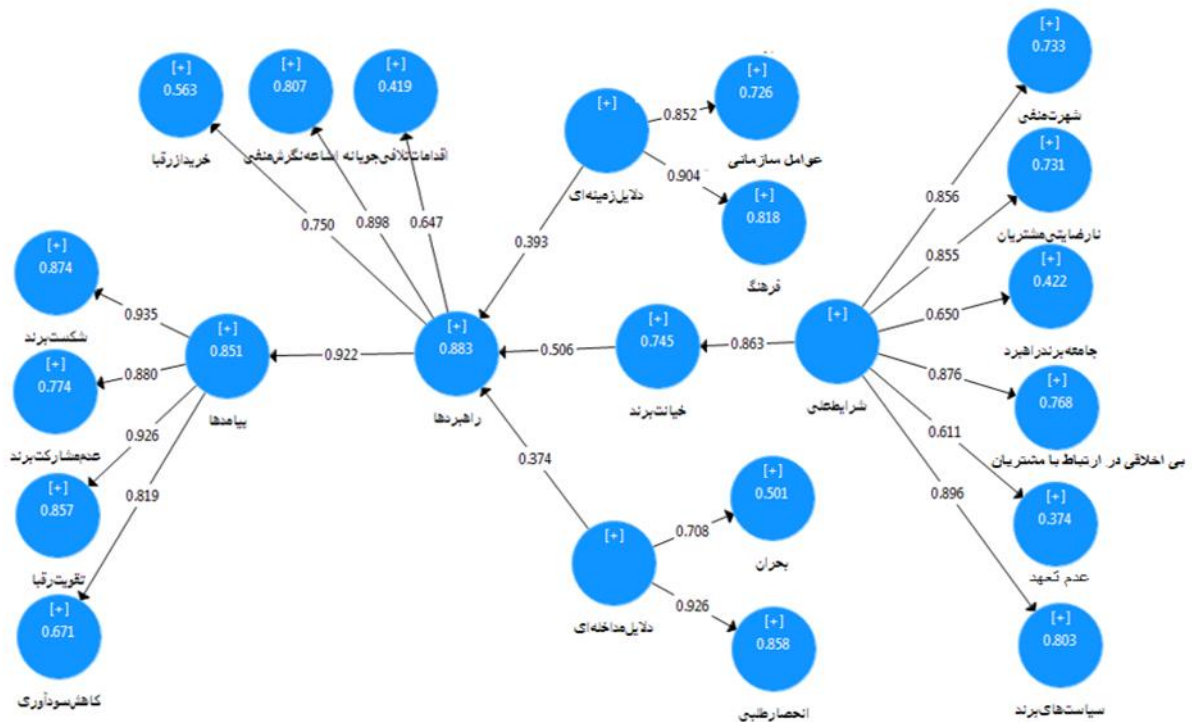 [+]
0.733
شهرت‌منفی
[+]
0.731
نارضایتی‌مشتریان
[+]
0.422
جامعه‌برندراهبرد
[+]
0.768
بی اخلاقی در ارتباط با مشتریان
[+]
0.374
عدم تعهد
[+]
0.803
سیاست‌های‌برند
0.856
0.855
0.650
0.876
0.611
0.896
[+]
شرایط‌علی
0.863
[+]
0.745
خیانت‌برند
0.506
[+]
0.726
عوامل سازمانی
[+]
0.818
فرهنگ
0.852
0.904
[+]
دلایل‌زمینه‌ای
0.393
[+]
0.501
بحران
[+]
0.858
انحصارطلبی
0.708
0.926
[+]
دلایل‌مداخله‌ای
0.374
[+]
0.883
راهبردها
[+]
0.419
اقدامات‌تلافی‌جویانه
[+]
0.807
اشاعه‌نگرش‌منفی
[+]
0.563
خریدازرقبا
0.647
0.898
0.750
0.922
[+]
0.851
پیامدها
0.935
0.880
0.926
0.819
[+]
0.874
شکست‌برند
[+]
0.774
عدم‌مشارکت‌برند
[+]
0.857
تقویت‌رقبا
[+]
0.671
کاهش‌سودآوری